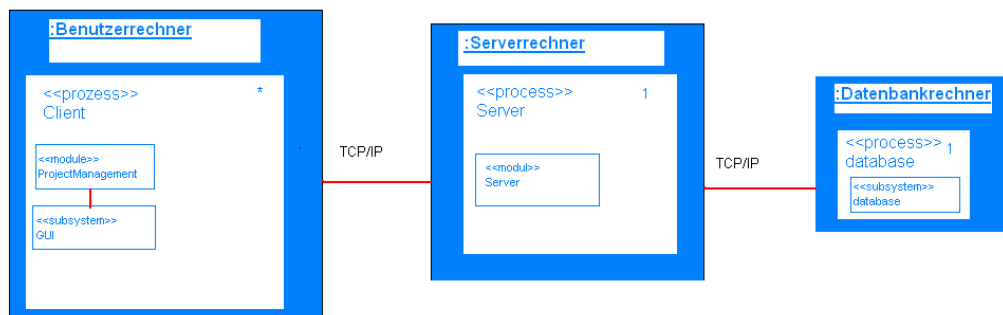 :Benutzerrechner
<<prozess>> *
Client
<<module>>
ProjectManagement
<<subsystem>>
GUI
TCP/IP
:Serverrechner
<<process>> 1
Server
<<modul>>
Server
TCP/IP
:Datenbankrechner
<<process>> 1
database
<<subsystem>>
database